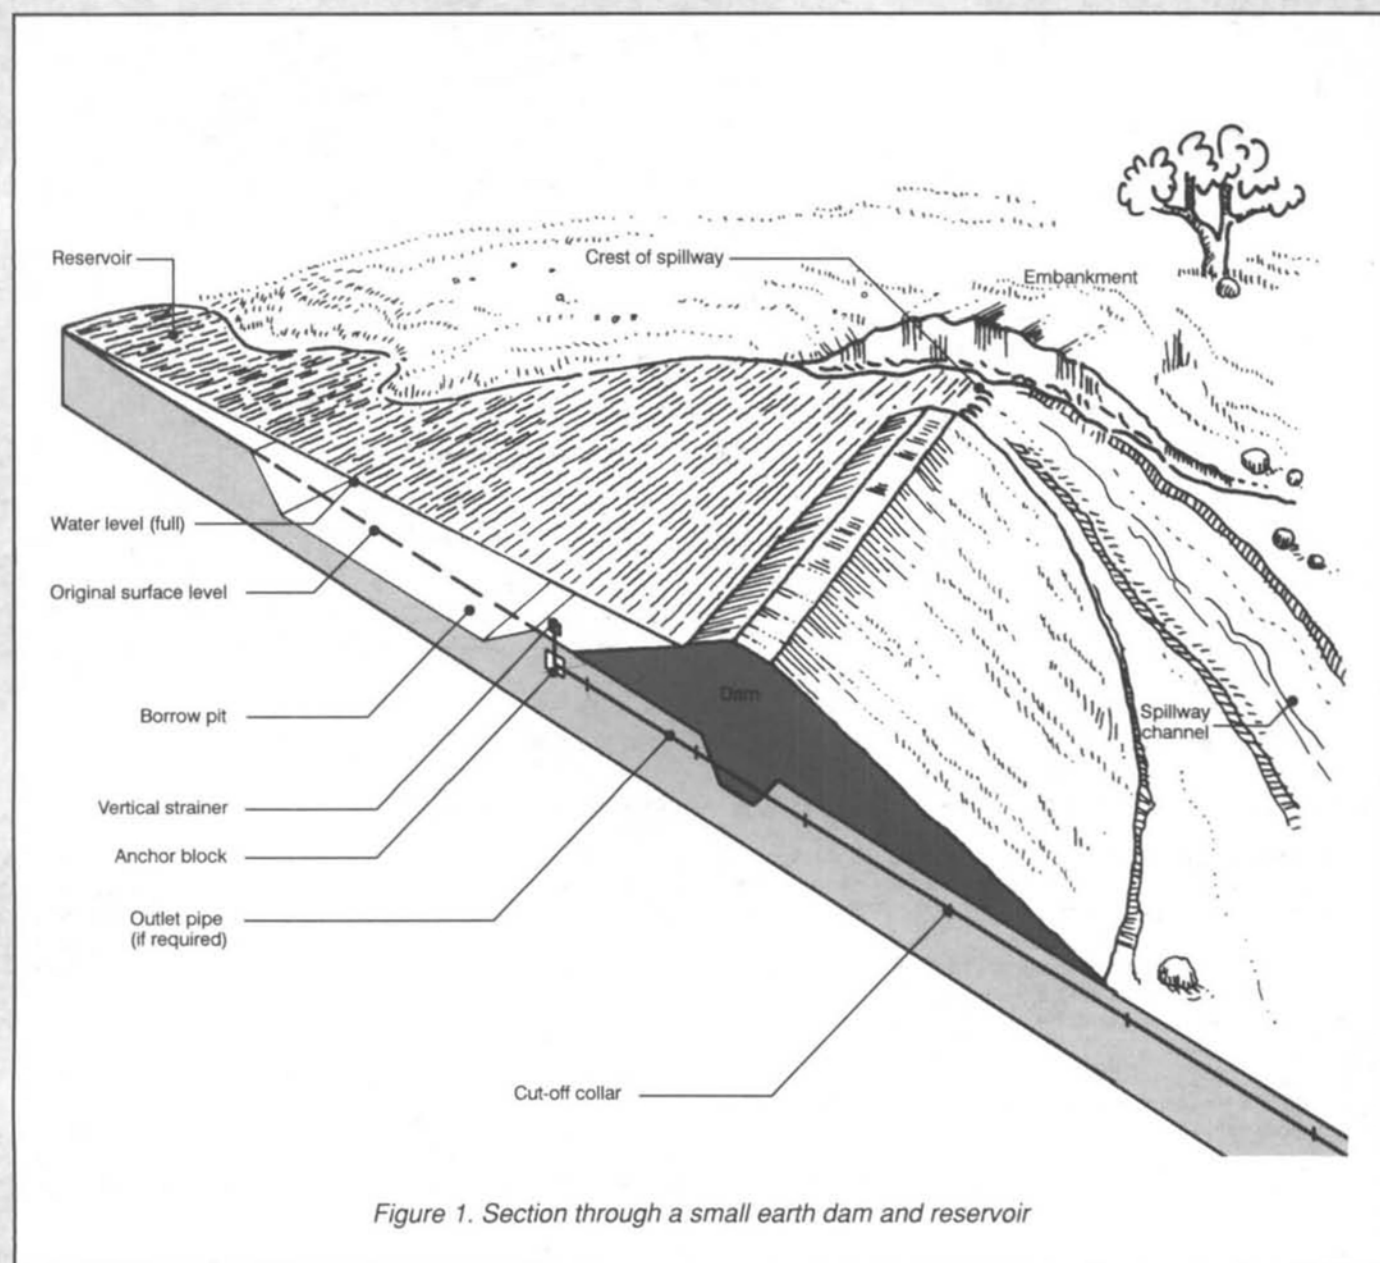 Reservoir
Crest of spillway
Embankment
Water level (full)
Original surface level
Dam
Borrow pit
Spillway
channel
Vertical strainer
Anchor block
Outlet pipe
(if required)
Cut-off collar
Figure 1. Section through a small earth dam and reservoir